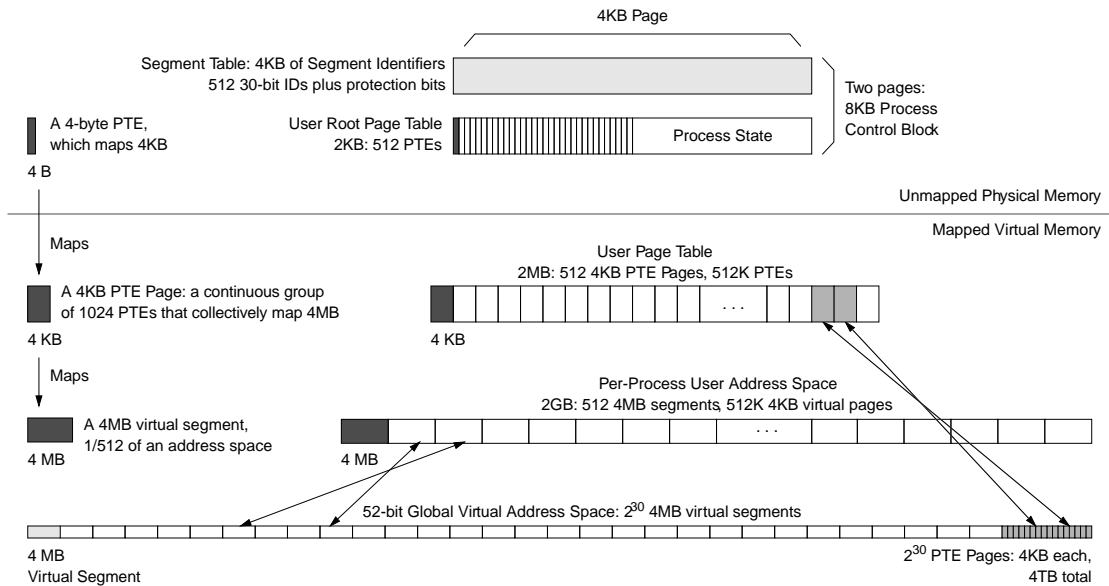 4KB Page
Segment Table: 4KB of Segment Identifiers
512 30-bit IDs plus protection bits
Two pages:
8KB Process
Control Block
A 4-byte PTE,
which maps 4KB
User Root Page Table
2KB: 512 PTEs
Process State
4 B
Unmapped Physical Memory
Mapped Virtual Memory
Maps
User Page Table
2MB: 512 4KB PTE Pages, 512K PTEs
A 4KB PTE Page: a continuous group
of 1024 PTEs that collectively map 4MB
. . .
4 KB
4 KB
Maps
Per-Process User Address Space
2GB: 512 4MB segments, 512K 4KB virtual pages
A 4MB virtual segment,
1/512 of an address space
. . .
4 MB
4 MB
52-bit Global Virtual Address Space: 2^30 4MB virtual segments
4 MB
Virtual Segment
2^30 PTE Pages: 4KB each,
4TB total